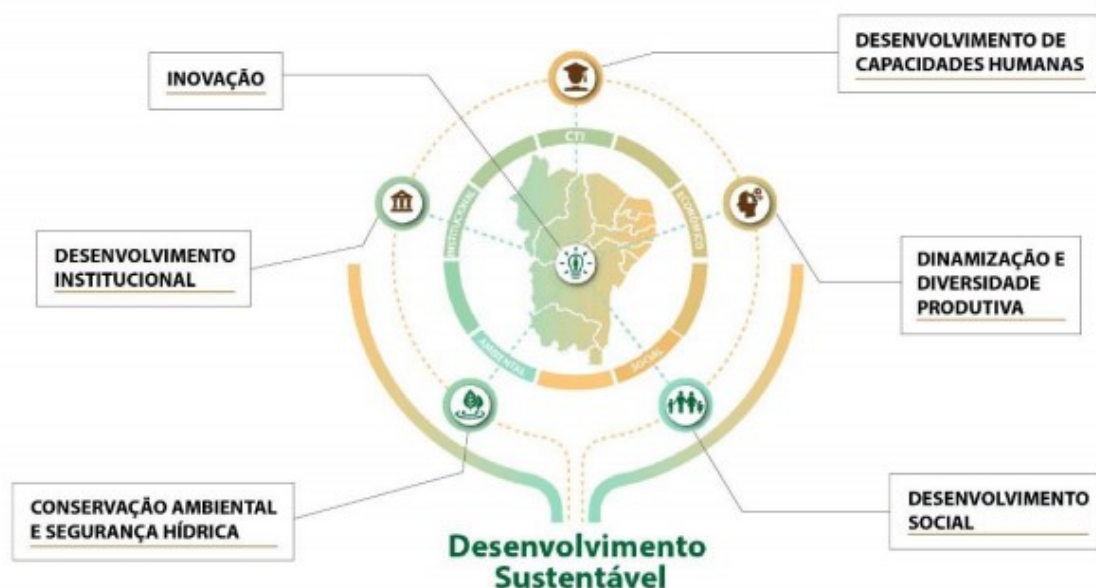 DESENVOLVIMENTO DE
CAPACIDADES HUMANAS
INOVAÇÃO
CTI
INSTITUCIONAL
ECONÔMICO
DESENVOLVIMENTO
INSTITUCIONAL
DINAMIZAÇÃO E
DIVERSIDADE
PRODUTIVA
AMBIENTAL
SOCIAL
CONSERVAÇÃO AMBIENTAL
E SEGURANÇA HÍDRICA
DESENVOLVIMENTO
SOCIAL
Desenvolvimento
Sustentável